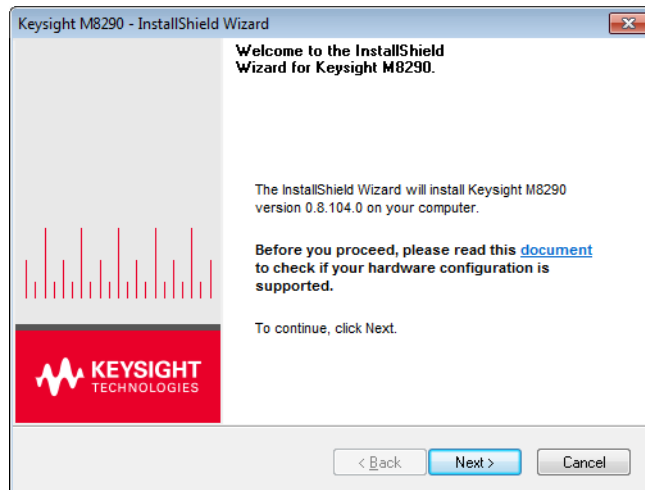 Keysight M8290 - InstallShield Wizard
Welcome to the InstallShield
Wizard for Keysight M8290.
The InstallShield Wizard will install Keysight M8290
version 0.8.104.0 on your computer.
Before you proceed, please read this document
to check if your hardware configuration is
supported.
To continue, click Next.
KEYSIGHT
TECHNOLOGIES
< Back
Next >
Cancel